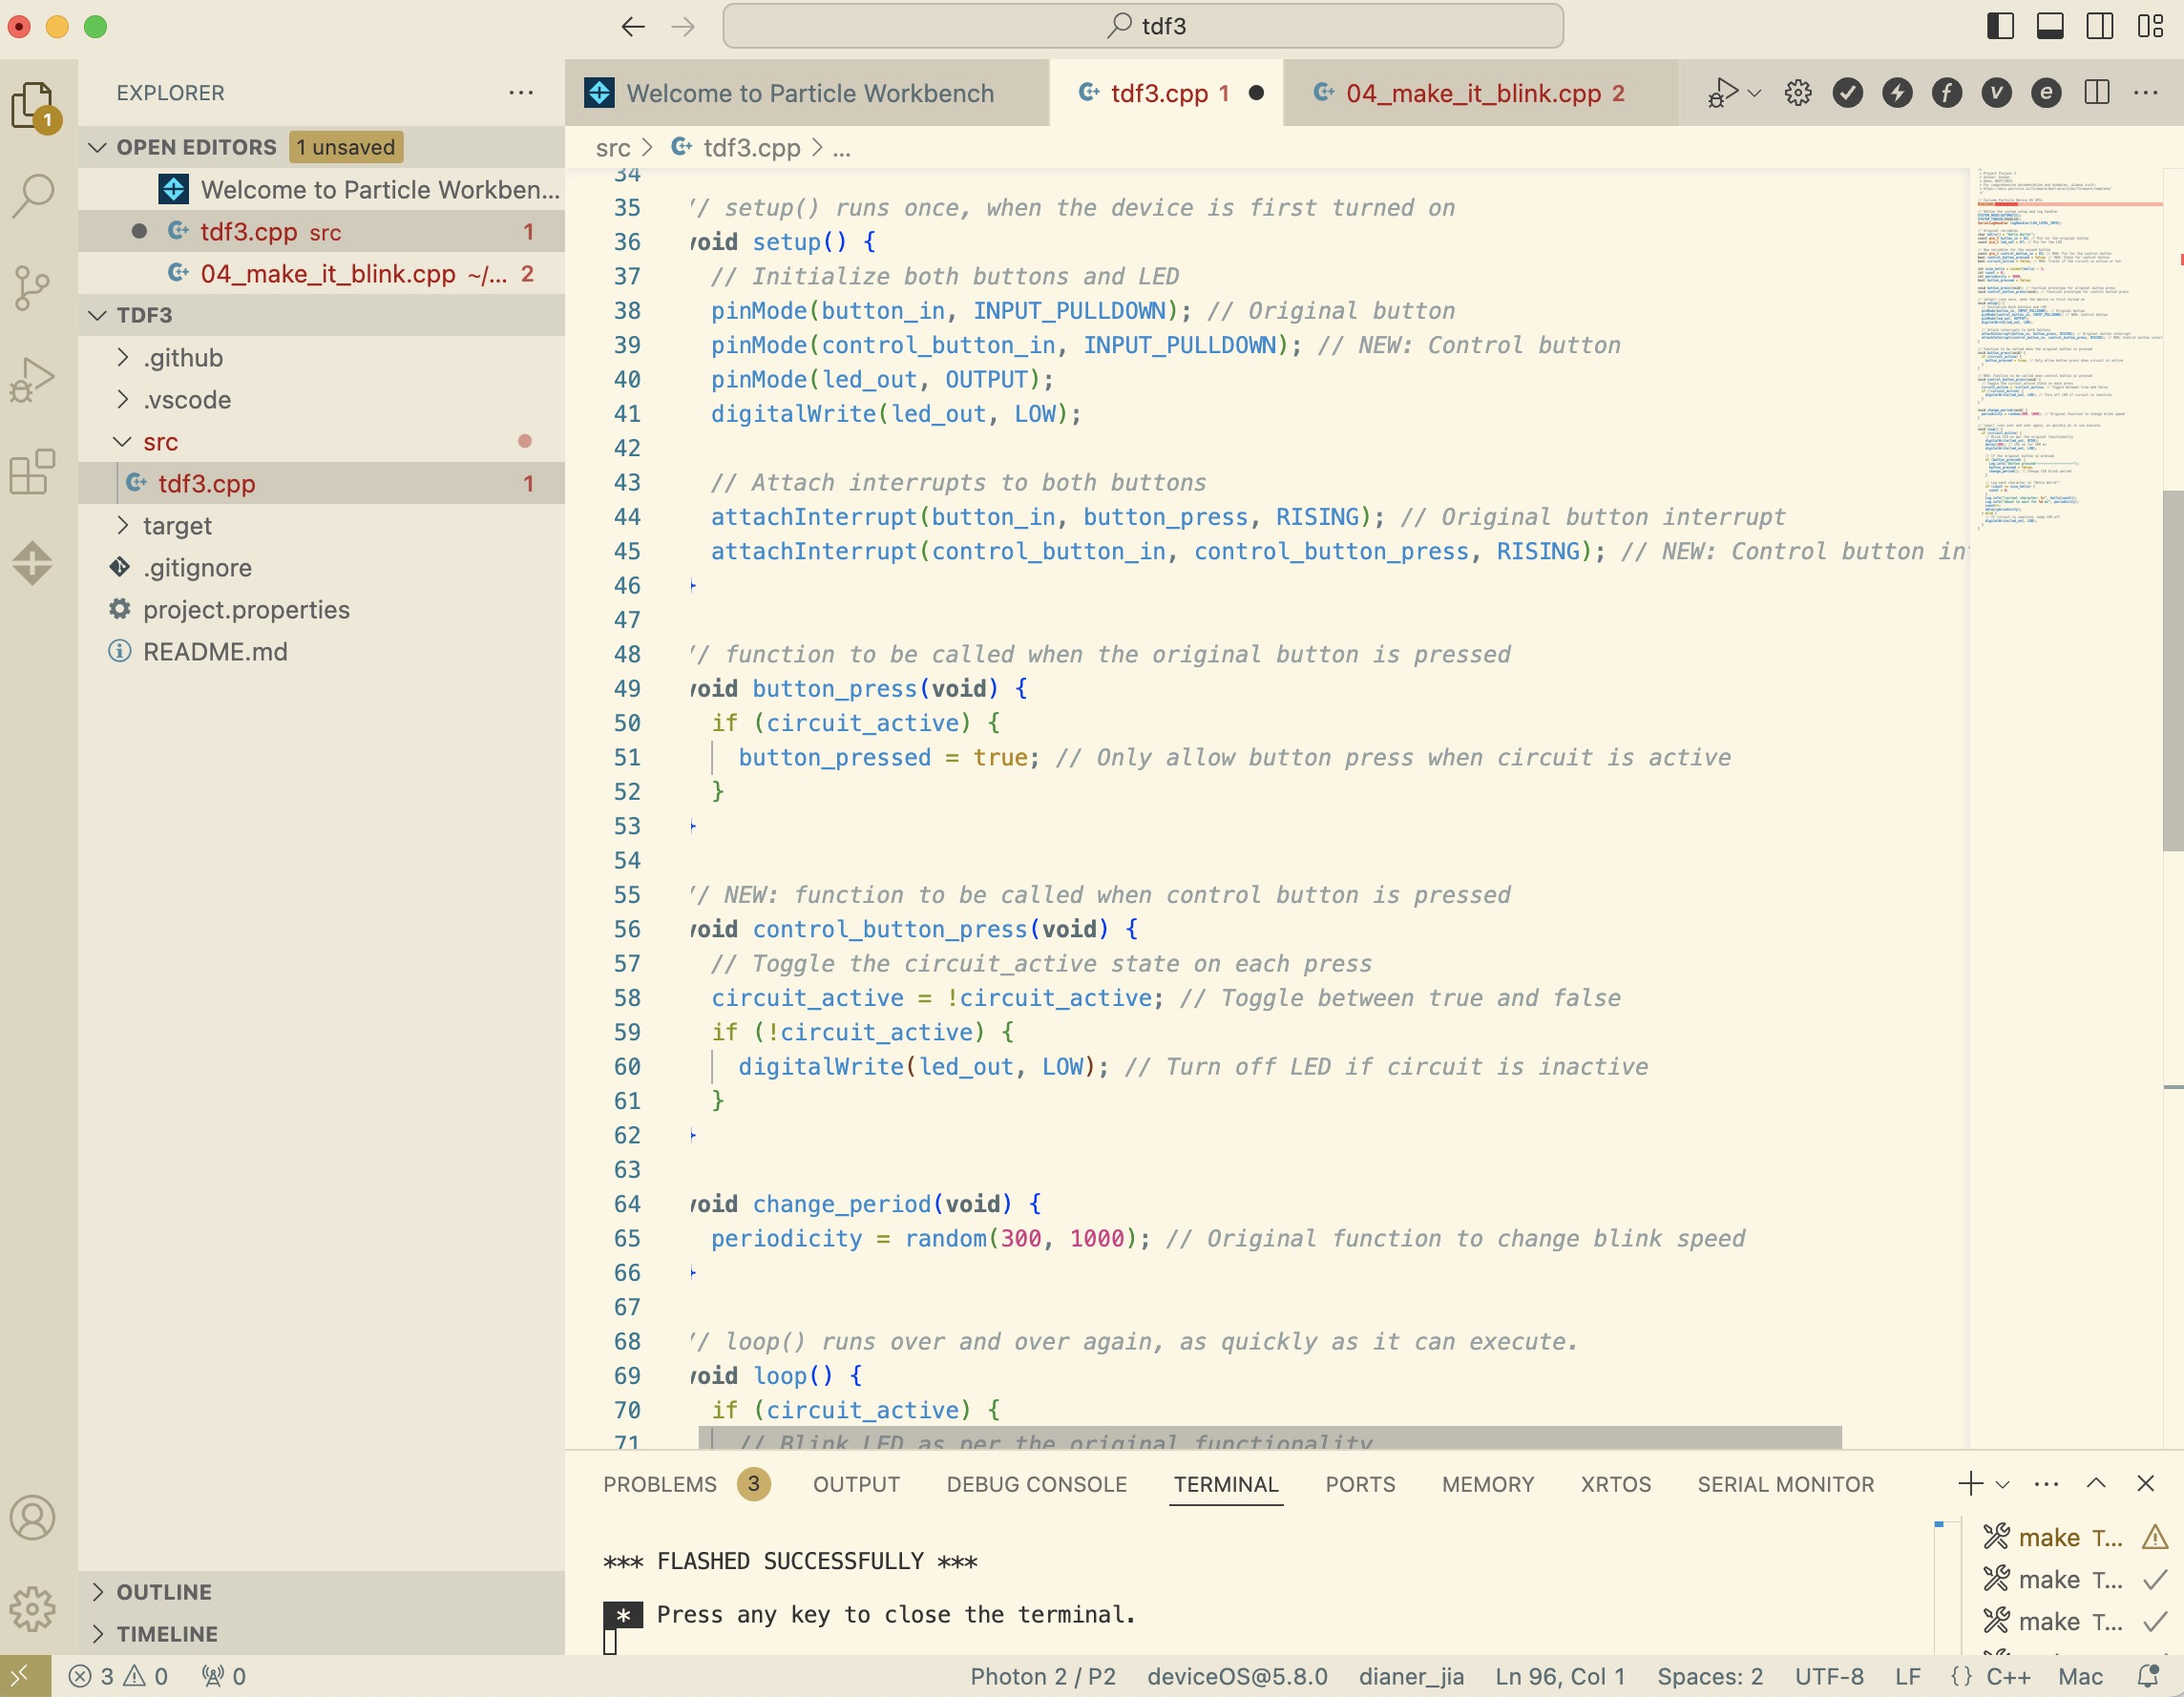 tdf3
EXPLORER
OPEN EDITORS 1 unsaved
Welcome to Particle Workben...
tdf3.cpp src 1
04_make_it_blink.cpp ~/... 2
TDF3
.github
.vscode
src
tdf3.cpp 1
target
.gitignore
project.properties
README.md
OUTLINE
TIMELINE
1
Welcome to Particle Workbench
tdf3.cpp 1
04_make_it_blink.cpp 2
src > tdf3.cpp > ...
34
35 // setup() runs once, when the device is first turned on
36 void setup() {
37 // Initialize both buttons and LED
38 pinMode(button_in, INPUT_PULLDOWN); // Original button
39 pinMode(control_button_in, INPUT_PULLDOWN); // NEW: Control button
40 pinMode(led_out, OUTPUT);
41 digitalWrite(led_out, LOW);
42
43 // Attach interrupts to both buttons
44 attachInterrupt(button_in, button_press, RISING); // Original button interrupt
45 attachInterrupt(control_button_in, control_button_press, RISING); // NEW: Control button in
46 }
47
48 // function to be called when the original button is pressed
49 void button_press(void) {
50 if (circuit_active) {
51 button_pressed = true; // Only allow button press when circuit is active
52 }
53 }
54
55 // NEW: function to be called when control button is pressed
56 void control_button_press(void) {
57 // Toggle the circuit_active state on each press
58 circuit_active = !circuit_active; // Toggle between true and false
59 if (!circuit_active) {
60 digitalWrite(led_out, LOW); // Turn off LED if circuit is inactive
61 }
62 }
63
64 void change_period(void) {
65 periodicity = random(300, 1000); // Original function to change blink speed
66 }
67
68 // loop() runs over and over again, as quickly as it can execute.
69 void loop() {
70 if (circuit_active) {
71 // Blink LED as per the original functionality
PROBLEMS 3 OUTPUT DEBUG CONSOLE TERMINAL PORTS MEMORY XRTOS SERIAL MONITOR
*** FLASHED SUCCESSFULLY ***
* Press any key to close the terminal.
make T...
make T...
make T...
3 0 0 Photon 2 / P2 deviceOS@5.8.0 dianer_jia Ln 96, Col 1 Spaces: 2 UTF-8 LF {} C++ Mac